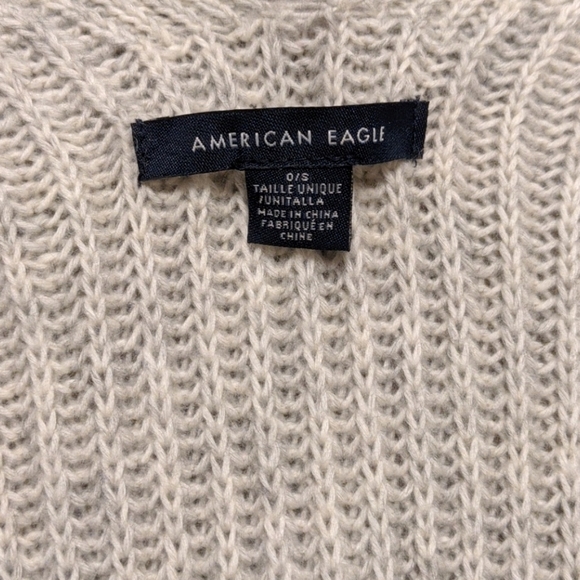 AMERICAN EAGLE
O/S
TAILLE UNIQUE
/UNITALLA
MADE IN CHINA
FABRIQUÉ EN
CHINE